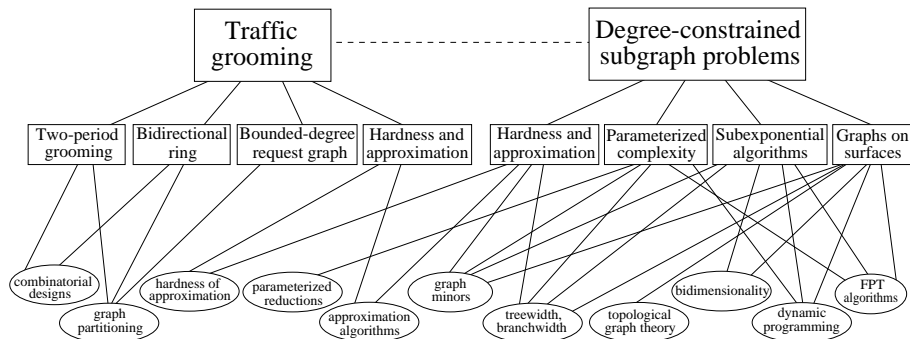 Traffic
grooming
Degree-constrained
subgraph problems
Two-period
grooming
Bidirectional
ring
Bounded-degree
request graph
Hardness and
approximation
Hardness and
approximation
Parameterized
complexity
Subexponential
algorithms
Graphs on
surfaces
combinatorial
designs
graph
partitioning
hardness of
approximation
parameterized
reductions
approximation
algorithms
graph
minors
treewidth,
branchwidth
topological
graph theory
bidimensionality
dynamic
programming
FPT
algorithms